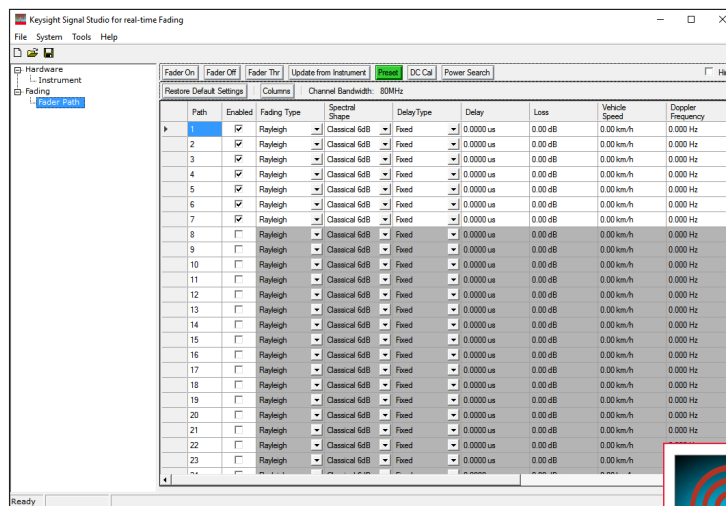 Keysight Signal Studio for real-time Fading
File System Tools Help
Hardware
Instrument
Fading
Fader Path
Fader On Fader Off Fader Thr Update from Instrument Preset DC Cal Power Search
Restore Default Settings Columns Channel Bandwidth: 80MHz
Path Enabled Fading Type Spectral Shape DelayType Delay Loss Vehicle Speed Doppler Frequency
1 Rayleigh Classical 6dB Fixed 0.0000 us 0.00 dB 0.00 km/h 0.000 Hz
2 Rayleigh Classical 6dB Fixed 0.0000 us 0.00 dB 0.00 km/h 0.000 Hz
3 Rayleigh Classical 6dB Fixed 0.0000 us 0.00 dB 0.00 km/h 0.000 Hz
4 Rayleigh Classical 6dB Fixed 0.0000 us 0.00 dB 0.00 km/h 0.000 Hz
5 Rayleigh Classical 6dB Fixed 0.0000 us 0.00 dB 0.00 km/h 0.000 Hz
6 Rayleigh Classical 6dB Fixed 0.0000 us 0.00 dB 0.00 km/h 0.000 Hz
7 Rayleigh Classical 6dB Fixed 0.0000 us 0.00 dB 0.00 km/h 0.000 Hz
8 Rayleigh Classical 6dB Fixed 0.0000 us 0.00 dB 0.00 km/h 0.000 Hz
9 Rayleigh Classical 6dB Fixed 0.0000 us 0.00 dB 0.00 km/h 0.000 Hz
10 Rayleigh Classical 6dB Fixed 0.0000 us 0.00 dB 0.00 km/h 0.000 Hz
11 Rayleigh Classical 6dB Fixed 0.0000 us 0.00 dB 0.00 km/h 0.000 Hz
12 Rayleigh Classical 6dB Fixed 0.0000 us 0.00 dB 0.00 km/h 0.000 Hz
13 Rayleigh Classical 6dB Fixed 0.0000 us 0.00 dB 0.00 km/h 0.000 Hz
14 Rayleigh Classical 6dB Fixed 0.0000 us 0.00 dB 0.00 km/h 0.000 Hz
15 Rayleigh Classical 6dB Fixed 0.0000 us 0.00 dB 0.00 km/h 0.000 Hz
16 Rayleigh Classical 6dB Fixed 0.0000 us 0.00 dB 0.00 km/h 0.000 Hz
17 Rayleigh Classical 6dB Fixed 0.0000 us 0.00 dB 0.00 km/h 0.000 Hz
18 Rayleigh Classical 6dB Fixed 0.0000 us 0.00 dB 0.00 km/h 0.000 Hz
19 Rayleigh Classical 6dB Fixed 0.0000 us 0.00 dB 0.00 km/h 0.000 Hz
20 Rayleigh Classical 6dB Fixed 0.0000 us 0.00 dB 0.00 km/h 0.000 Hz
21 Rayleigh Classical 6dB Fixed 0.0000 us 0.00 dB 0.00 km/h 0.000 Hz
22 Rayleigh Classical 6dB Fixed 0.0000 us 0.00 dB 0.00 km/h
23 Rayleigh Classical 6dB Fixed 0.0000 us 0.00 dB 0.00 km/h
Ready